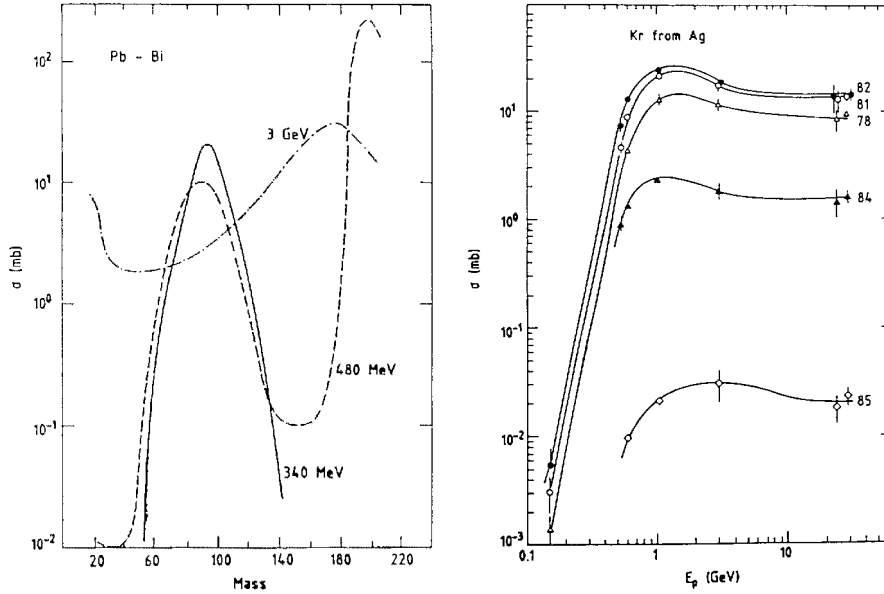 Pb - Bi
3 GeV
480 MeV
340 MeV
σ (mb)
10²
10¹
10⁰
10⁻¹
10⁻²
20 60 100 140 180 220
Mass
Kr from Ag
82
81
78
84
85
σ (mb)
10²
10¹
10⁰
10⁻¹
10⁻²
10⁻³
0.1 1 10
Eₚ (GeV)